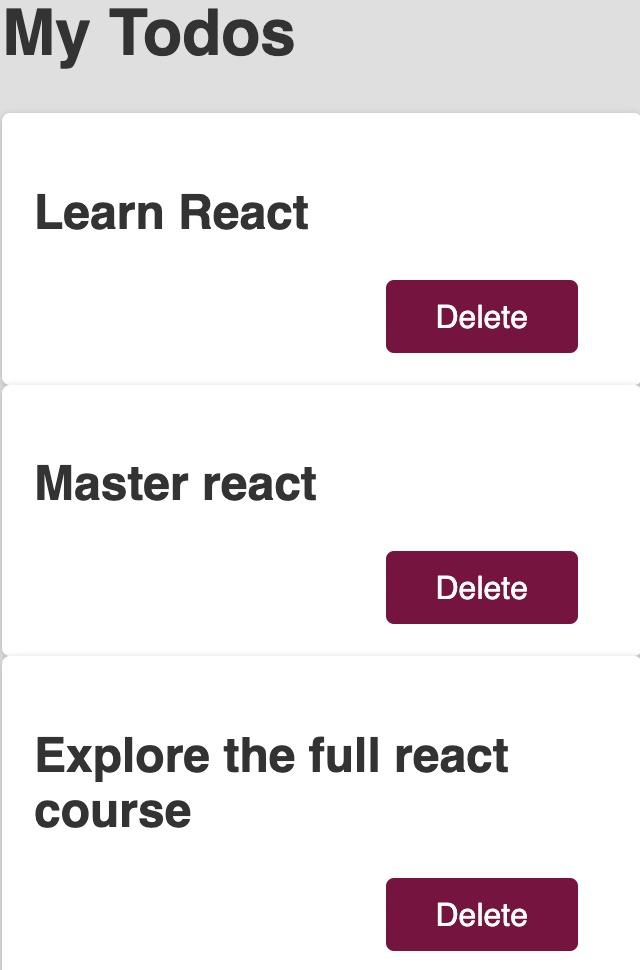 My Todos
Learn React
Delete
Master react
Delete
Explore the full react
course
Delete